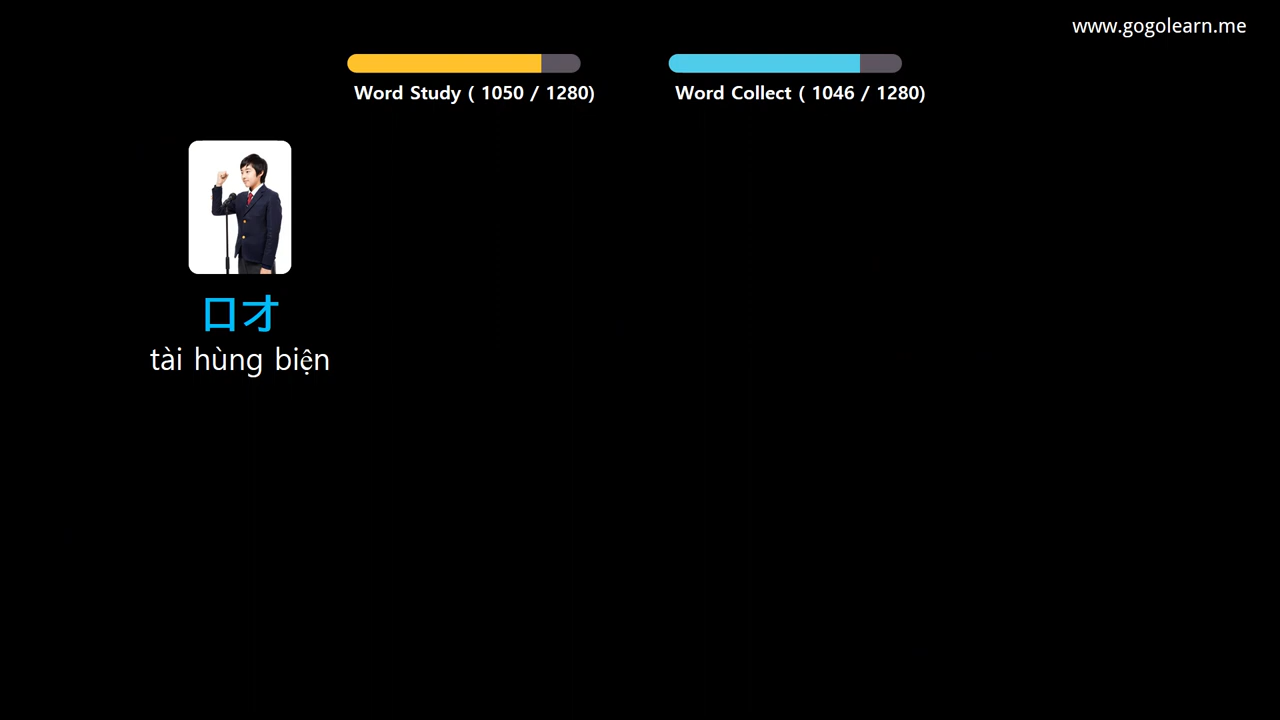 www.gogolearn.me
Word Study ( 1050 / 1280)
Word Collect ( 1046 / 1280)
口才
tài hùng biện